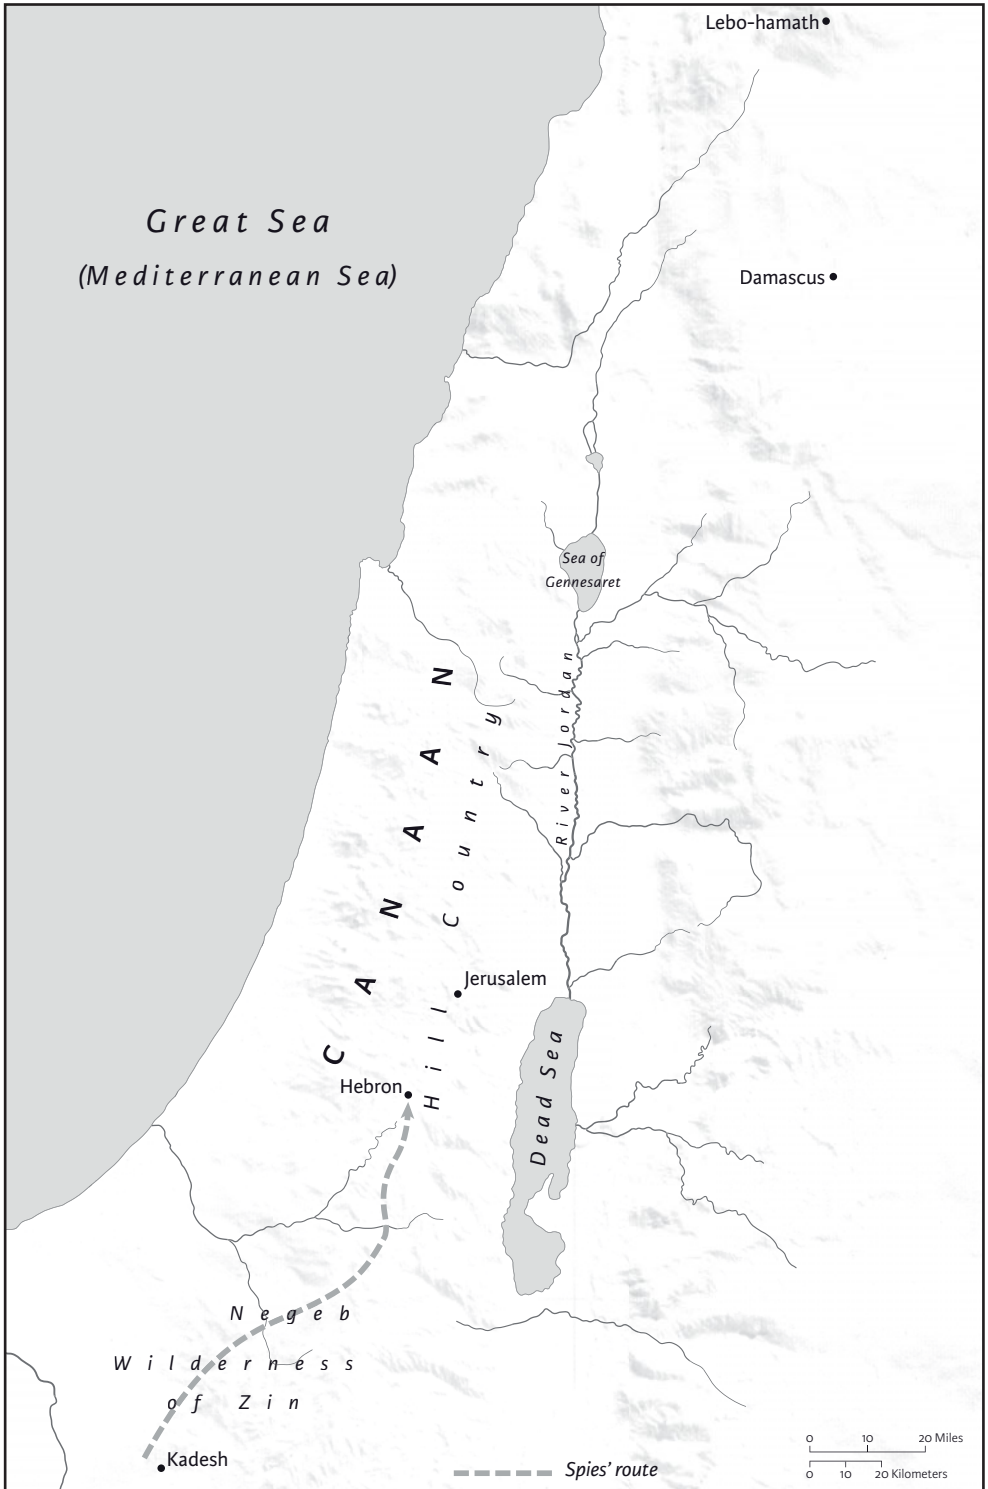 Lebo-hamath
Great Sea
(Mediterranean Sea)
Damascus
Sea of
Gennesaret
River Jordan
CANAAN
Hill Country
Jerusalem
Hebron
Dead Sea
Negeb
Wilderness
of Zin
Kadesh
Spies' route
0 10 20 Miles
0 10 20 Kilometers